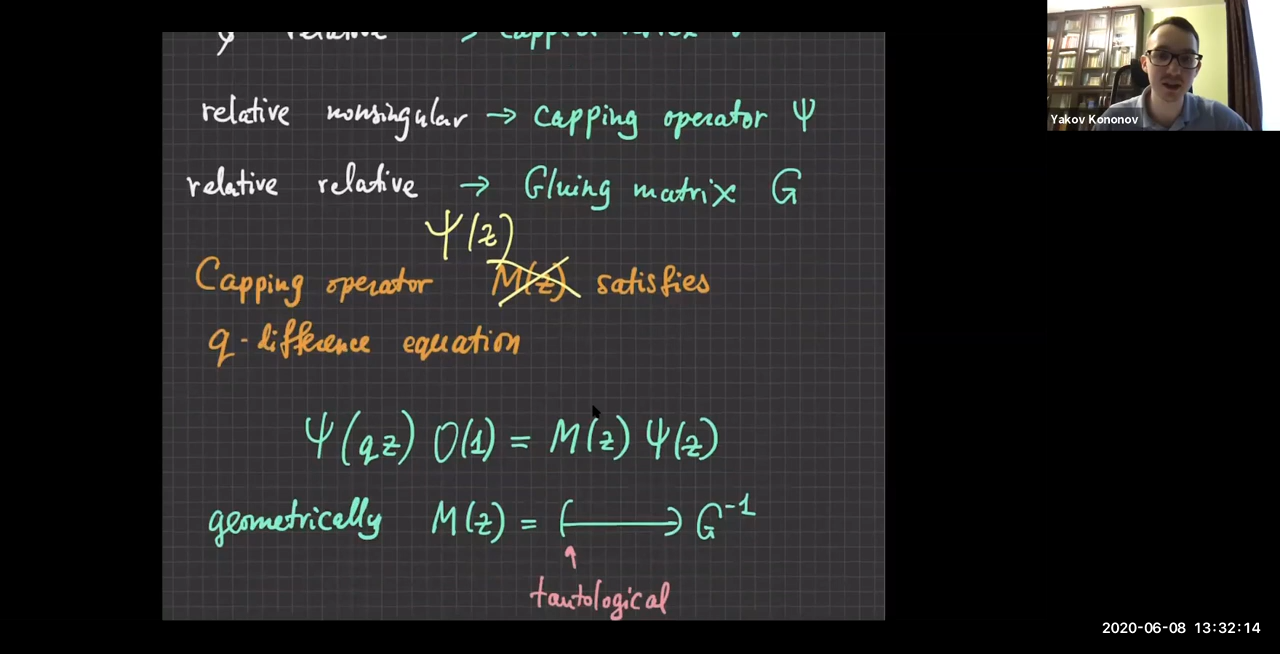 relative nonsingular → Capping operator Ψ
relative relative → Gluing matrix G
Ψ(z)
Capping operator M(z) satisfies
q-difference equation
Ψ(qz) O(1) = M(z) Ψ(z)
geometrically M(z) = G⁻¹
tautological
Yakov Kononov
2020-06-08 13:32:14